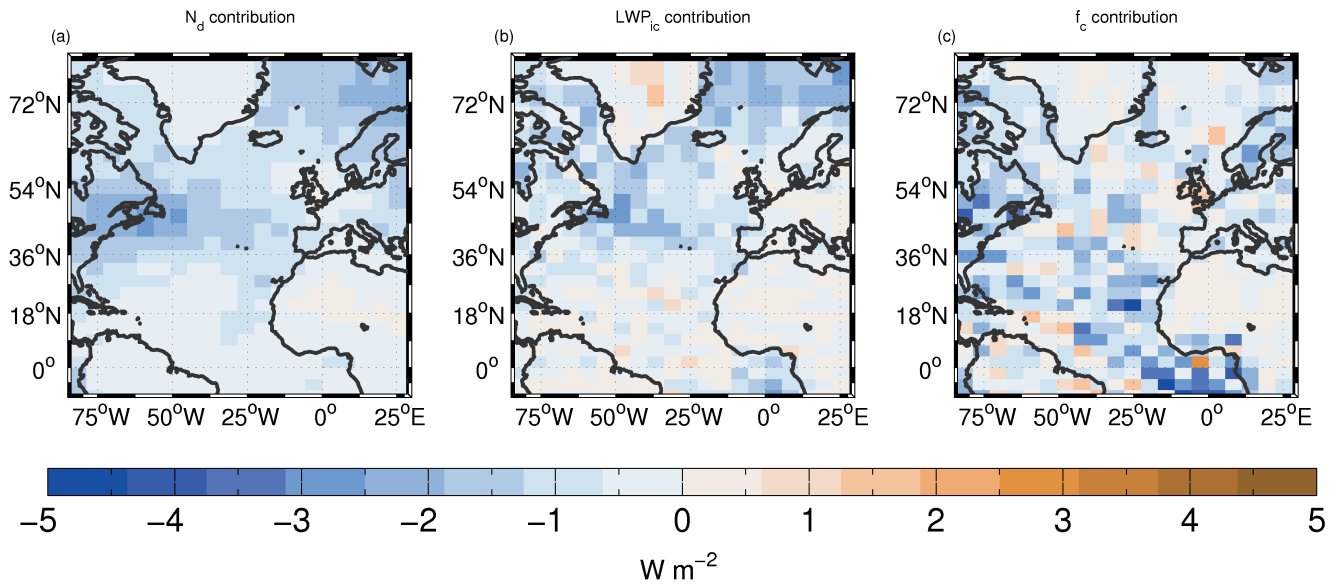 N_d contribution
LWP_ic contribution
f_c contribution
(a)
(b)
(c)
72°N
54°N
36°N
18°N
0°
75°W 50°W 25°W 0° 25°E
72°N
54°N
36°N
18°N
0°
75°W 50°W 25°W 0° 25°E
72°N
54°N
36°N
18°N
0°
75°W 50°W 25°W 0° 25°E
−5 −4 −3 −2 −1 0 1 2 3 4 5
W m⁻²